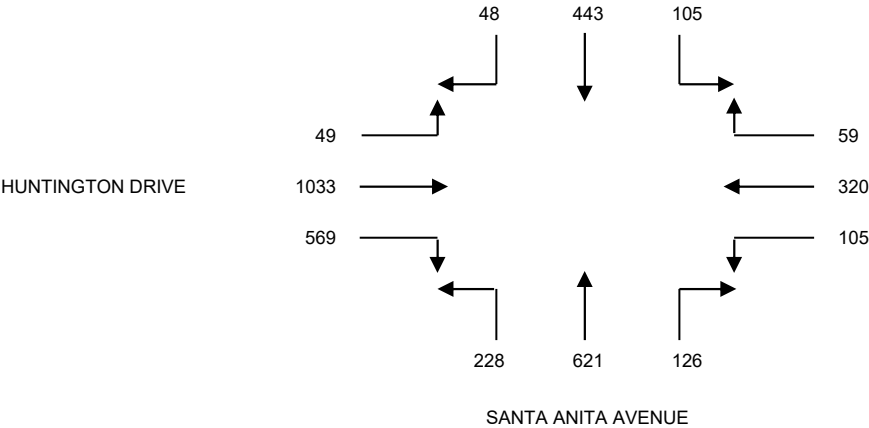 48 443 105
49 59
HUNTINGTON DRIVE 1033 320
569 105
228 621 126
SANTA ANITA AVENUE